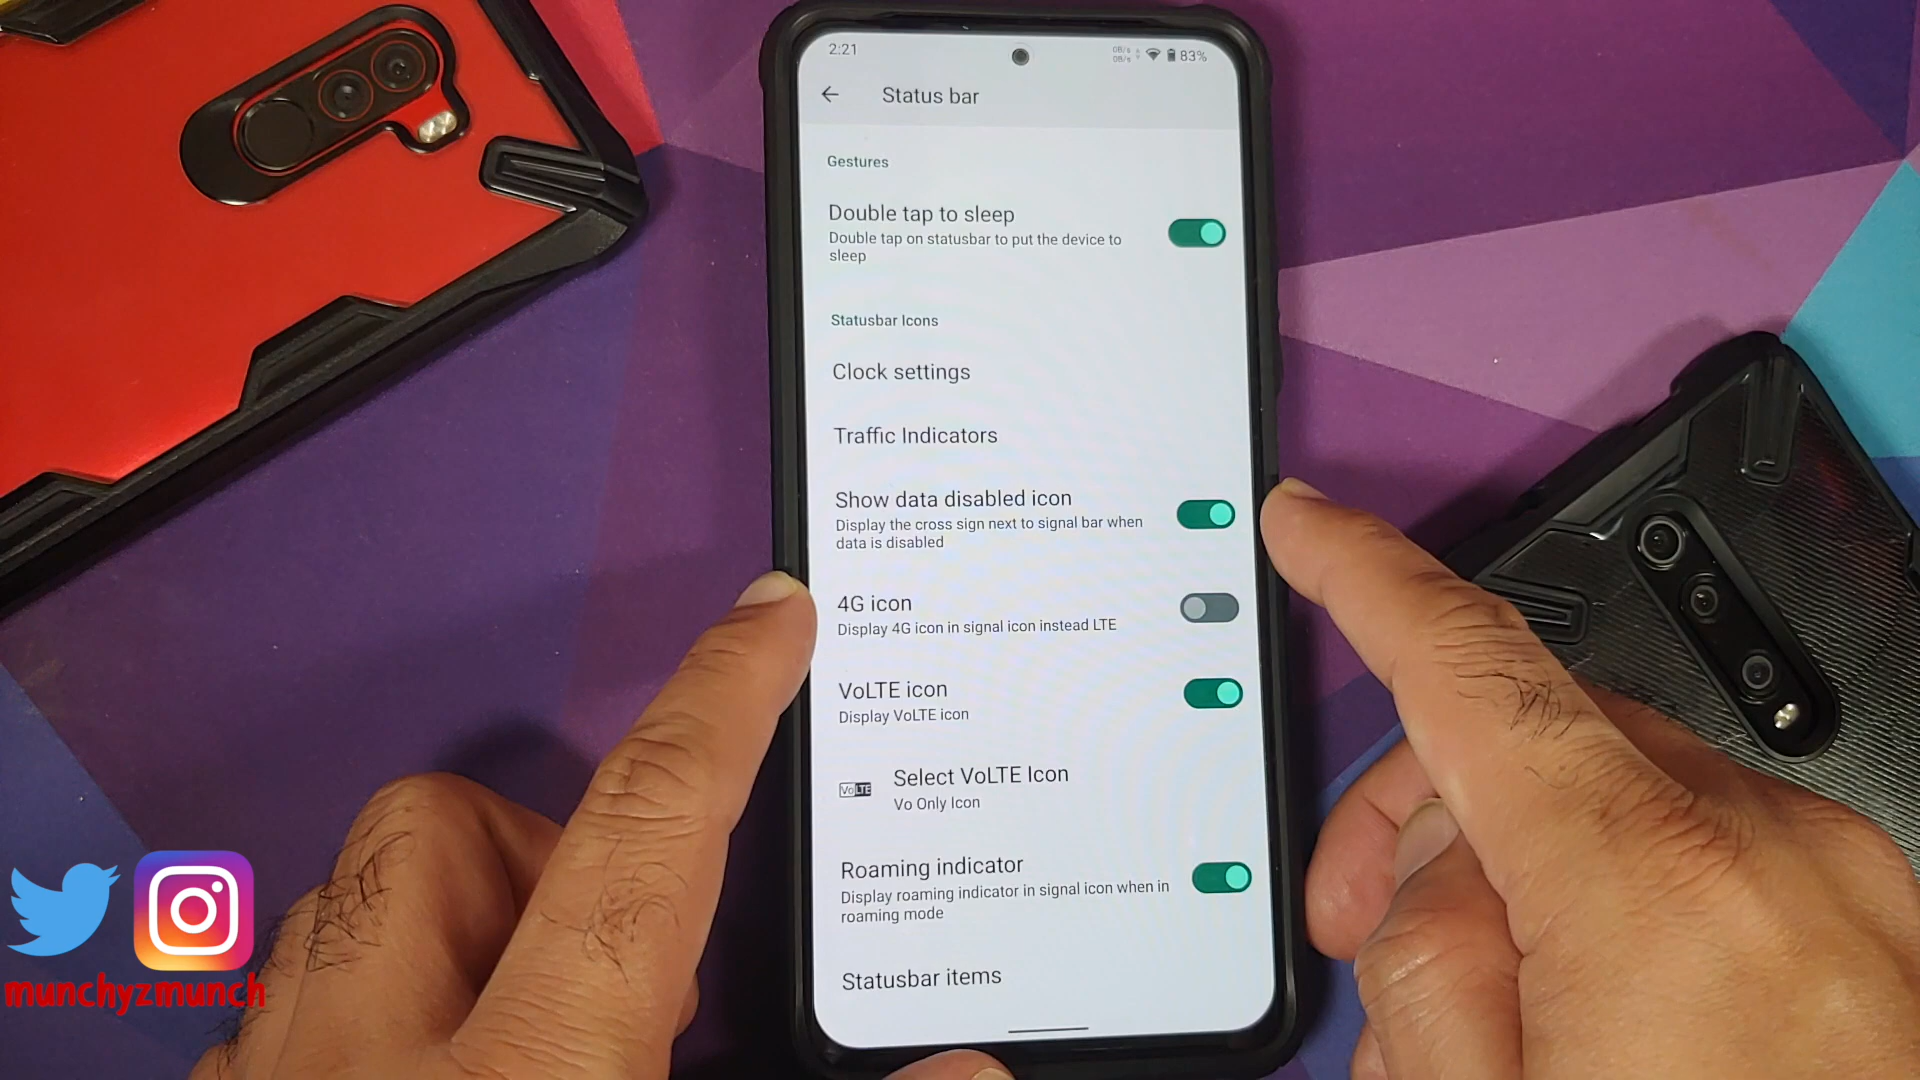 2:21
0B/s
0B/s
83%
Status bar
Gestures
Double tap to sleep
Double tap on statusbar to put the device to
sleep
Statusbar Icons
Clock settings
Traffic Indicators
Show data disabled icon
Display the cross sign next to signal bar when
data is disabled
4G icon
Display 4G icon in signal icon instead LTE
VoLTE icon
Display VoLTE icon
VoLTE
Select VoLTE Icon
Vo Only Icon
Roaming indicator
Display roaming indicator in signal icon when in
roaming mode
Statusbar items
munchyzmunch